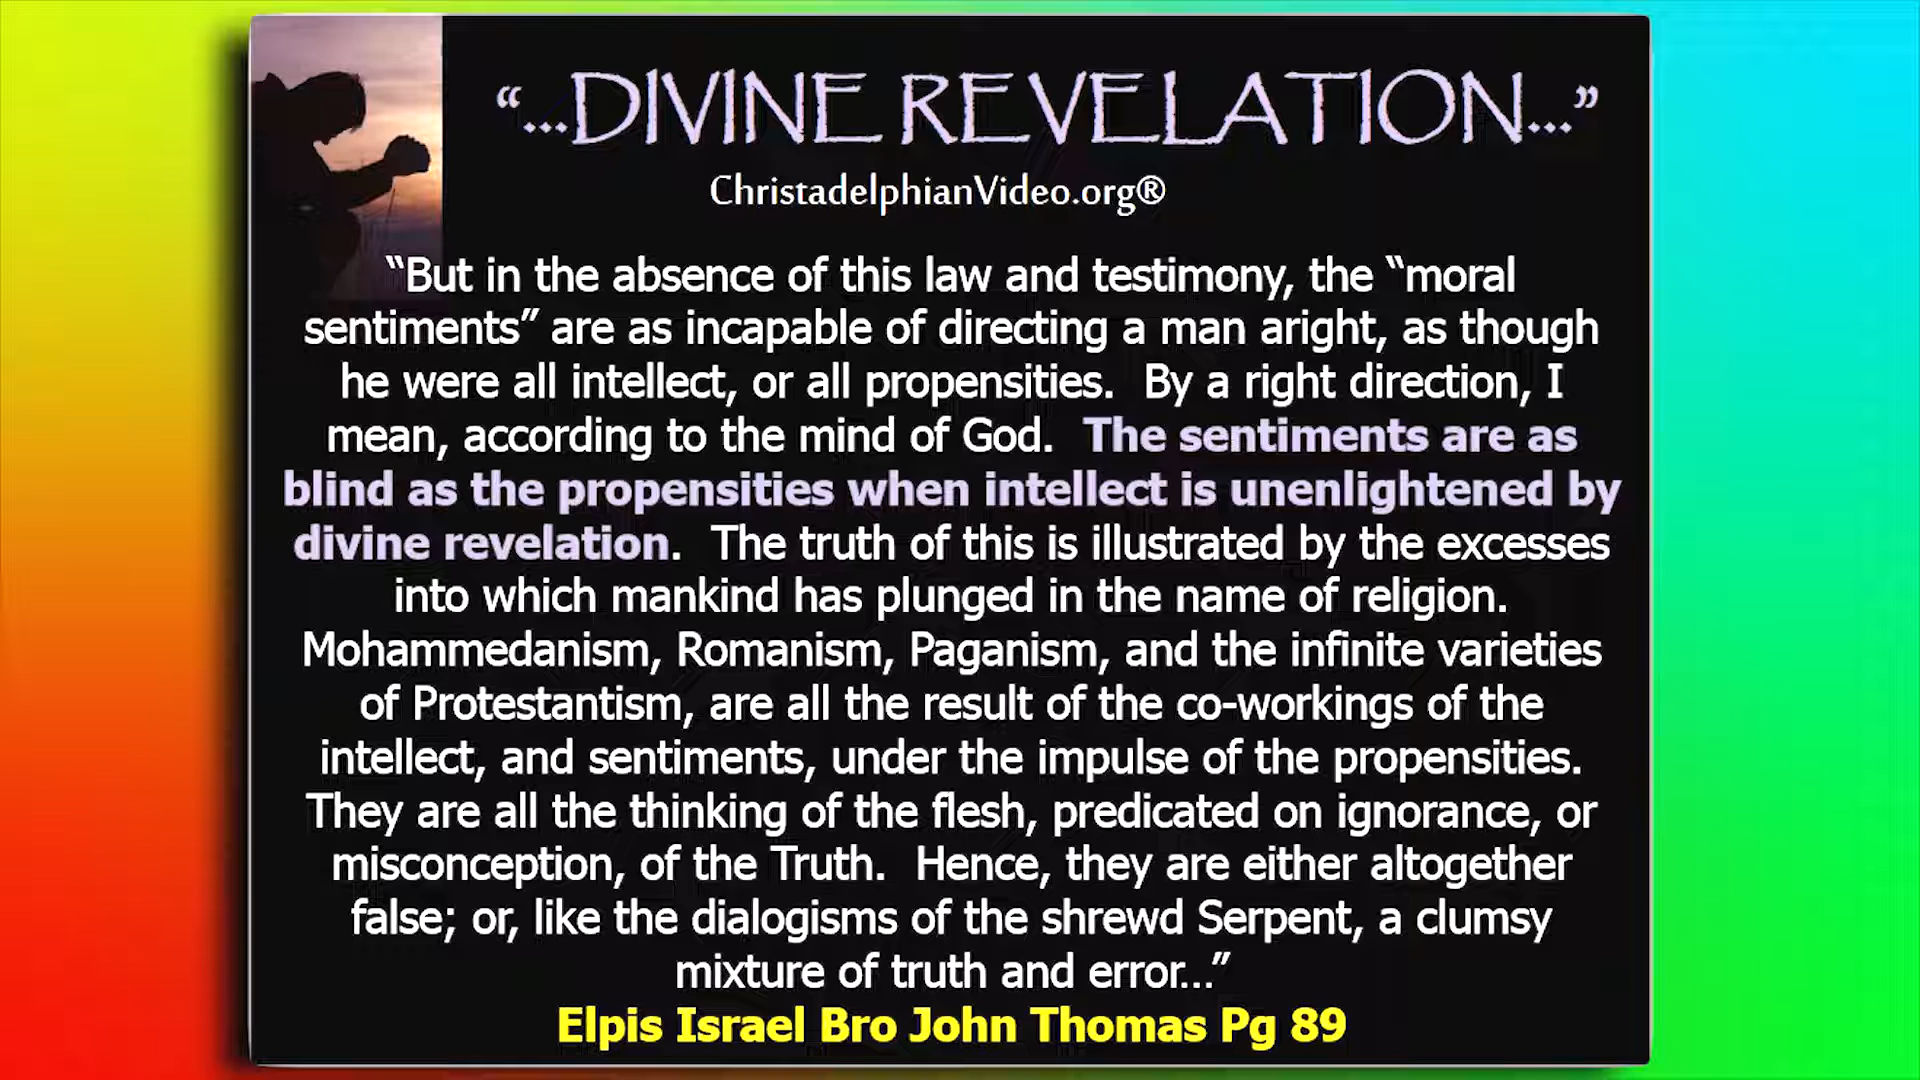 “...DIVINE REVELATION...”
ChristadelphianVideo.org®
“But in the absence of this law and testimony, the “moral
sentiments” are as incapable of directing a man aright, as though
he were all intellect, or all propensities.  By a right direction, I
mean, according to the mind of God.  The sentiments are as
blind as the propensities when intellect is unenlightened by
divine revelation.  The truth of this is illustrated by the excesses
into which mankind has plunged in the name of religion.
Mohammedanism, Romanism, Paganism, and the infinite varieties
of Protestantism, are all the result of the co-workings of the
intellect, and sentiments, under the impulse of the propensities.
They are all the thinking of the flesh, predicated on ignorance, or
misconception, of the Truth.  Hence, they are either altogether
false; or, like the dialogisms of the shrewd Serpent, a clumsy
mixture of truth and error...”
Elpis Israel Bro John Thomas Pg 89